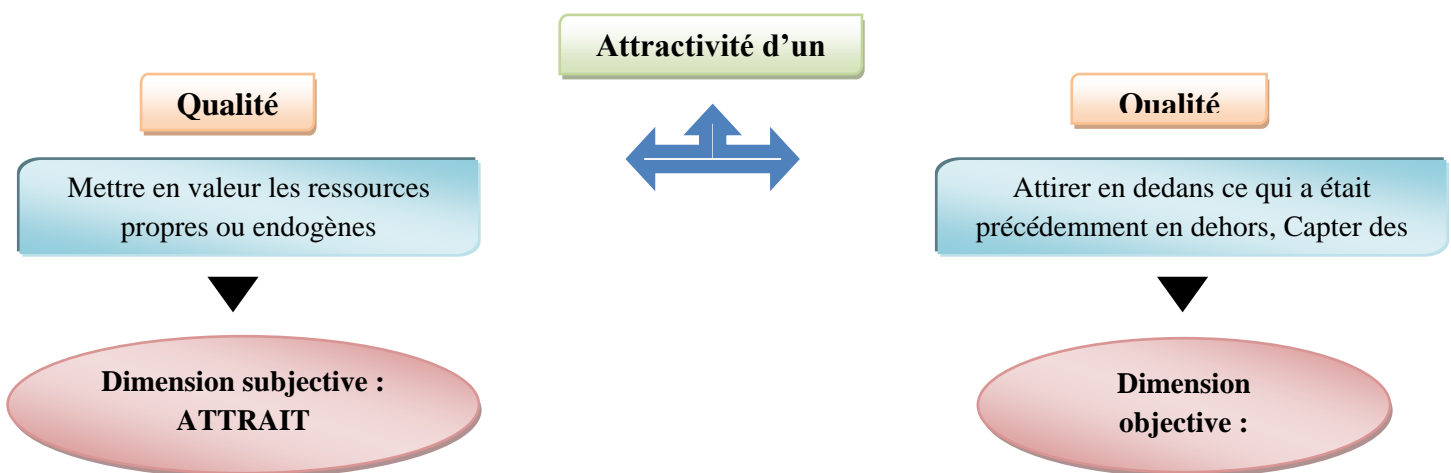 Attractivité d'un
Qualité
Qualité
Mettre en valeur les ressources
propres ou endogènes
Attirer en dedans ce qui a était
précédemment en dehors, Capter des
Dimension subjective :
ATTRAIT
Dimension
objective :